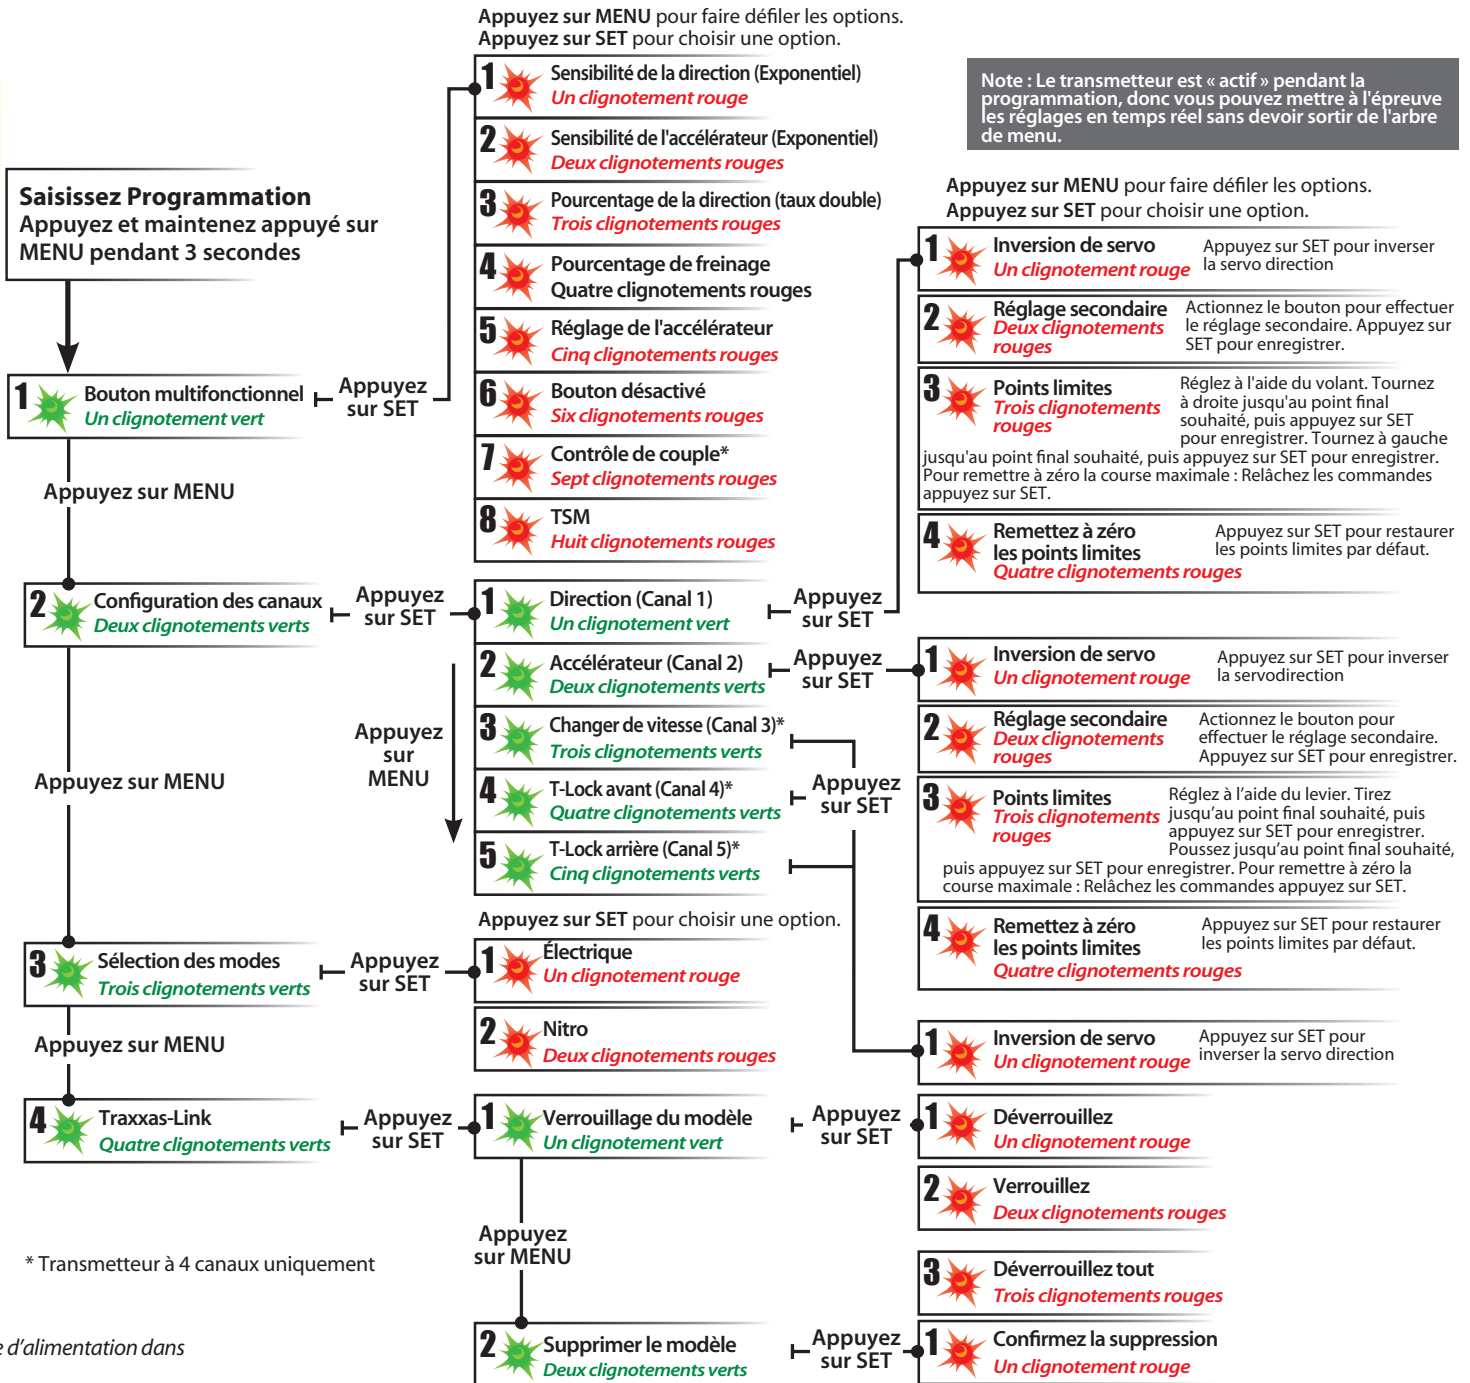 Appuyez sur MENU pour faire défiler les options.
Appuyez sur SET pour choisir une option.
1 Sensibilité de la direction (Exponentiel)
Un clignotement rouge
2 Sensibilité de l'accélérateur (Exponentiel)
Deux clignotements rouges
3 Pourcentage de la direction (taux double)
Trois clignotements rouges
4 Pourcentage de freinage
Quatre clignotements rouges
5 Réglage de l'accélérateur
Cinq clignotements rouges
6 Bouton désactivé
Six clignotements rouges
7 Contrôle de couple*
Sept clignotements rouges
8 TSM
Huit clignotements rouges
Note : Le transmetteur est « actif » pendant la
programmation, donc vous pouvez mettre à l'épreuve
les réglages en temps réel sans devoir sortir de l'arbre
de menu.
Saisissez Programmation
Appuyez et maintenez appuyé sur
MENU pendant 3 secondes
1 Bouton multifonctionnel
Un clignotement vert
Appuyez
sur SET
Appuyez sur MENU
2 Configuration des canaux
Deux clignotements verts
Appuyez
sur SET
1 Direction (Canal 1)
Un clignotement vert
Appuyez
sur SET
2 Accélérateur (Canal 2)
Deux clignotements verts
Appuyez
sur SET
3 Changer de vitesse (Canal 3)*
Trois clignotements verts
4 T-Lock avant (Canal 4)*
Quatre clignotements verts
5 T-Lock arrière (Canal 5)*
Cinq clignotements verts
Appuyez
sur
MENU
Appuyez
sur SET
Appuyez sur MENU pour faire défiler les options.
Appuyez sur SET pour choisir une option.
1 Inversion de servo
Un clignotement rouge
Appuyez sur SET pour inverser
la servo direction
2 Réglage secondaire
Deux clignotements
rouges
Actionnez le bouton pour effectuer
le réglage secondaire. Appuyez sur
SET pour enregistrer.
3 Points limites
Trois clignotements
rouges
Réglez à l'aide du volant. Tournez
à droite jusqu'au point final
souhaité, puis appuyez sur SET
pour enregistrer. Tournez à gauche
jusqu'au point final souhaité, puis appuyez sur SET pour enregistrer.
Pour remettre à zéro la course maximale : Relâchez les commandes
appuyez sur SET.
4 Remettez à zéro
les points limites
Quatre clignotements rouges
Appuyez sur SET pour restaurer
les points limites par défaut.
1 Inversion de servo
Un clignotement rouge
Appuyez sur SET pour inverser
la servodirection
2 Réglage secondaire
Deux clignotements
rouges
Actionnez le bouton pour
effectuer le réglage secondaire.
Appuyez sur SET pour enregistrer.
3 Points limites
Trois clignotements
rouges
Réglez à l’aide du levier. Tirez
jusqu’au point final souhaité, puis
appuyez sur SET pour enregistrer.
Poussez jusqu’au point final souhaité,
puis appuyez sur SET pour enregistrer. Pour remettre à zéro la
course maximale : Relâchez les commandes appuyez sur SET.
4 Remettez à zéro
les points limites
Quatre clignotements rouges
Appuyez sur SET pour restaurer
les points limites par défaut.
1 Inversion de servo
Un clignotement rouge
Appuyez sur SET pour
inverser la servo direction
Appuyez sur MENU
3 Sélection des modes
Trois clignotements verts
Appuyez
sur SET
Appuyez sur SET pour choisir une option.
1 Électrique
Un clignotement rouge
2 Nitro
Deux clignotements rouges
Appuyez sur MENU
4 Traxxas-Link
Quatre clignotements verts
Appuyez
sur SET
1 Verrouillage du modèle
Un clignotement vert
Appuyez
sur SET
1 Déverrouillez
Un clignotement rouge
2 Verrouillez
Deux clignotements rouges
3 Déverrouillez tout
Trois clignotements rouges
Appuyez
sur MENU
2 Supprimer le modèle
Deux clignotements verts
Appuyez
sur SET
1 Confirmez la suppression
Un clignotement rouge
* Transmetteur à 4 canaux uniquement
d’alimentation dans